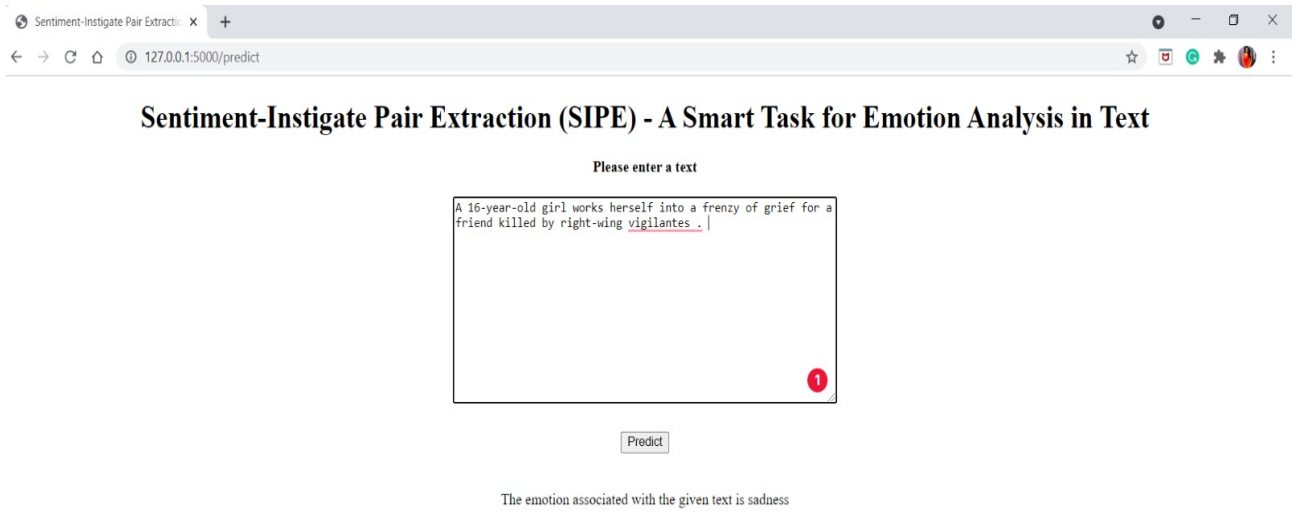 Sentiment-Instigate Pair Extractio
127.0.0.1:5000/predict
Sentiment-Instigate Pair Extraction (SIPE) - A Smart Task for Emotion Analysis in Text
Please enter a text
A 16-year-old girl works herself into a frenzy of grief for a
friend killed by right-wing vigilantes .
1
Predict
The emotion associated with the given text is sadness